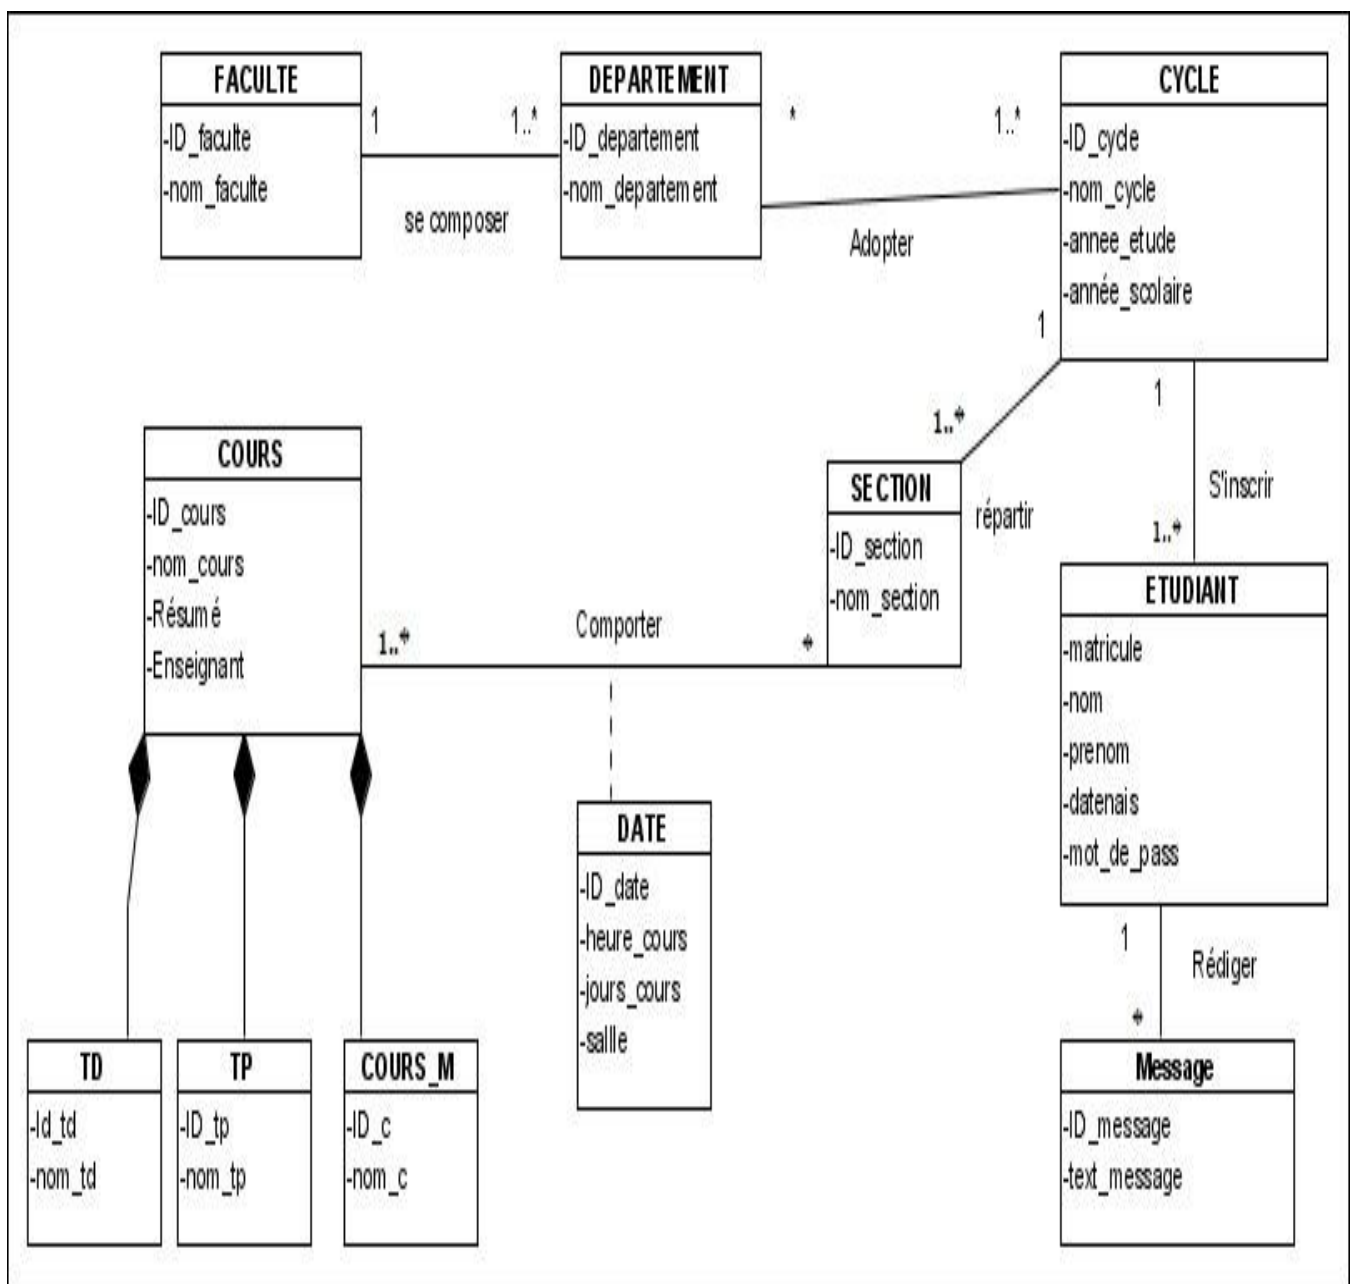 FACULTE
-ID_faculte
-nom_faculte
1
1..*
se composer
DEPARTEMENT
-ID_departement
-nom_departement
*
1..*
Adopter
CYCLE
-ID_cycle
-nom_cycle
-annee_etude
-année_scolaire
1
1..*
répartir
1
S'inscrir
1..*
SECTION
-ID_section
-nom_section
COURS
-ID_cours
-nom_cours
-Résumé
-Enseignant
1..*
Comporter
*
ETUDIANT
-matricule
-nom
-prenom
-datenais
-mot_de_pass
DATE
-ID_date
-heure_cours
-jours_cours
-sallle
1
Rédiger
*
TD
-Id_td
-nom_td
TP
-ID_tp
-nom_tp
COURS_M
-ID_c
-nom_c
Message
-ID_message
-text_message